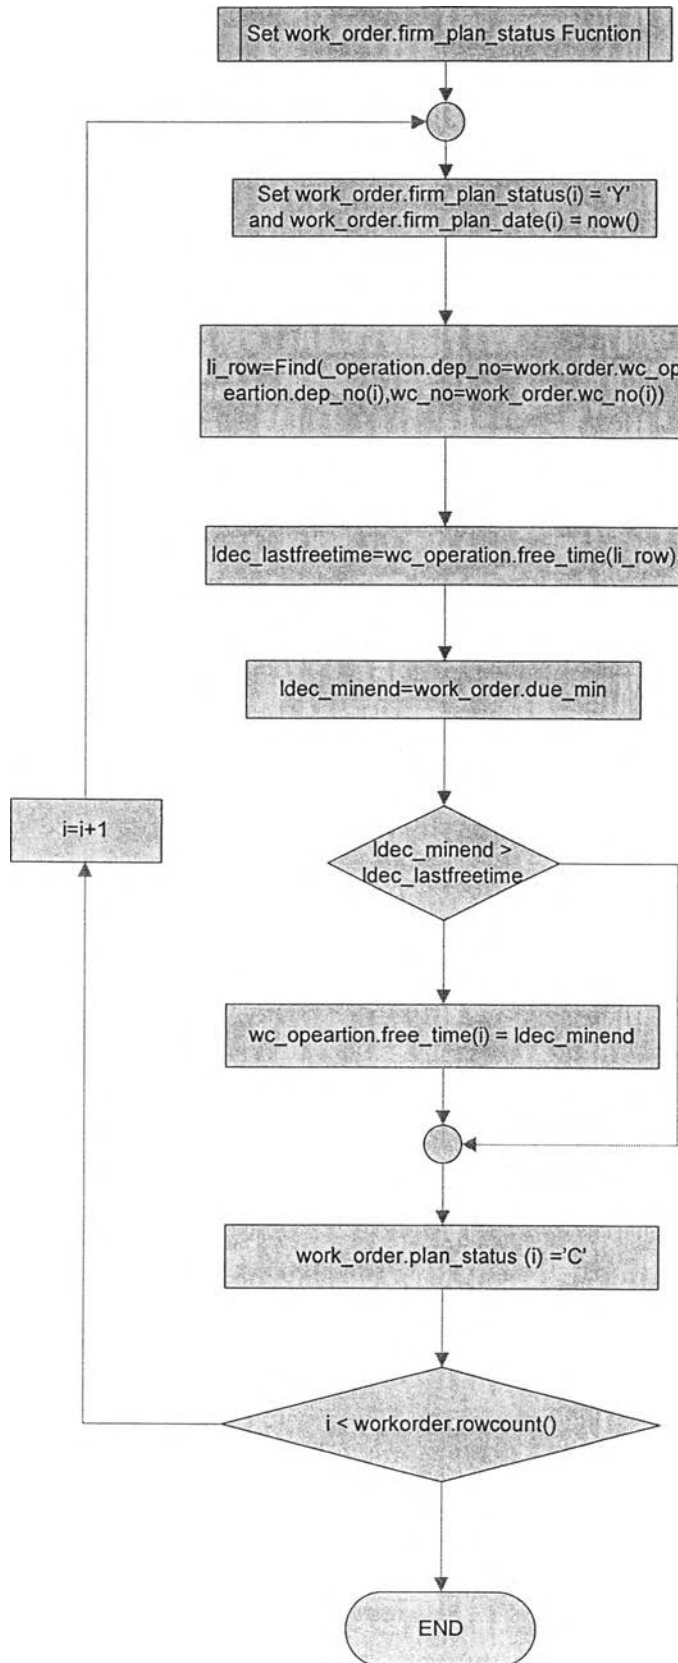 Set work_order.firm_plan_status Fucntion
Set work_order.firm_plan_status(i) = 'Y'
and work_order.firm_plan_date(i) = now()
li_row=Find(_operation.dep_no=work.order.wc_op
eartion.dep_no(i),wc_no=work_order.wc_no(i))
ldec_lastfreetime=wc_operation.free_time(li_row)
ldec_minend=work_order.due_min
i=i+1
ldec_minend >
ldec_lastfreetime
wc_opeartion.free_time(i) = ldec_minend
work_order.plan_status (i) ='C'
i < workorder.rowcount()
END